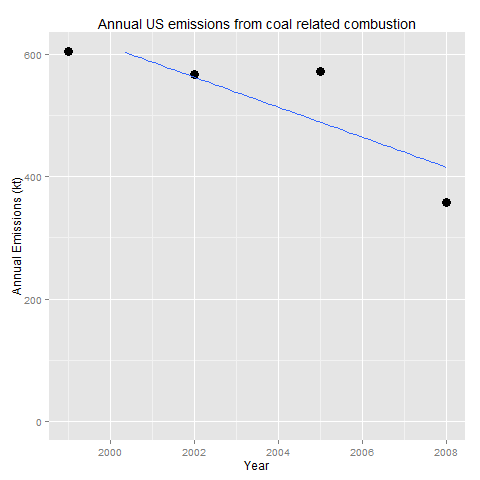 Annual US emissions from coal related combustion
Annual Emissions (kt)
600
400
200
0
2000 2002 2004 2006 2008
Year